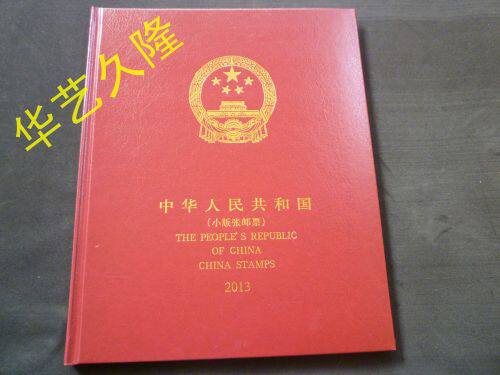 华艺久隆
中华人民共和国
(小版张邮票)
THE PEOPLE'S REPUBLIC
OF CHINA
CHINA STAMPS
2013